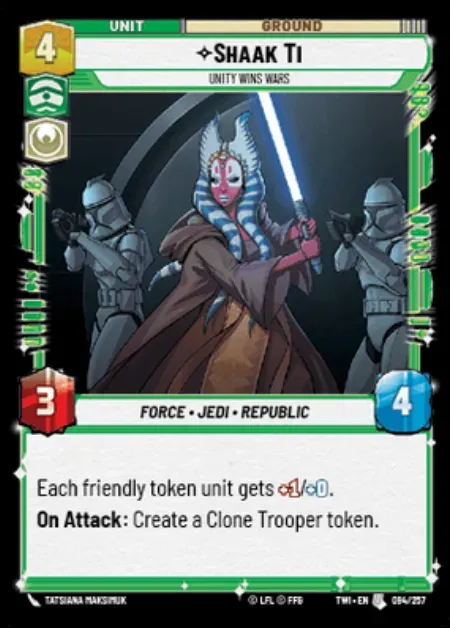 UNIT GROUND
4
✧SHAAK TI
UNITY WINS WARS
3
FORCE • JEDI • REPUBLIC
4
Each friendly token unit gets +1/+0.
On Attack: Create a Clone Trooper token.
TATSIANA MAKSIMUK © LFL © FFG TWI • EN 094/257